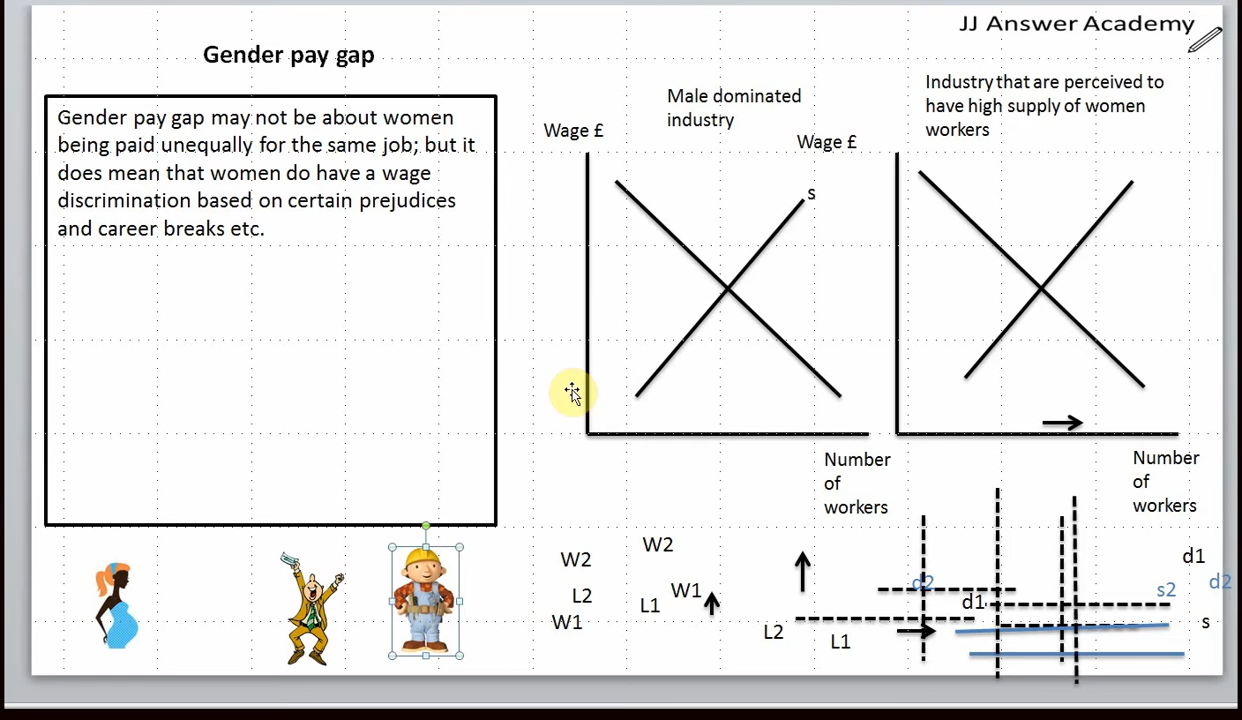 JJ Answer Academy
Gender pay gap
Gender pay gap may not be about women
being paid unequally for the same job; but it
does mean that women do have a wage
discrimination based on certain prejudices
and career breaks etc.
Male dominated
industry
Wage £
s
Number
of
workers
Industry that are perceived to
have high supply of women
workers
Wage £
Number
of
workers
W2
W2
L2
L1
W1
W1
L2
L1
d2
d1
d1
s2
d2
s